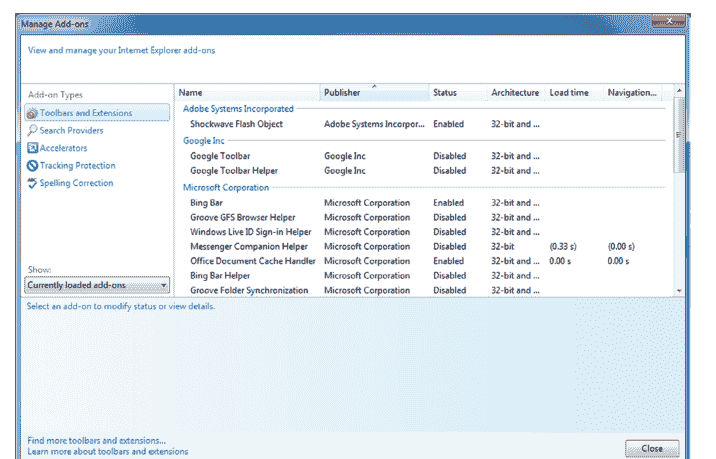 Manage Add-ons
View and manage your Internet Explorer add-ons
Add-on Types
Toolbars and Extensions
Search Providers
Accelerators
Tracking Protection
Spelling Correction
Show:
Currently loaded add-ons
Name Publisher Status Architecture Load time Navigation...
Adobe Systems Incorporated
Shockwave Flash Object Adobe Systems Incorpor... Enabled 32-bit and ...
Google Inc
Google Toolbar Google Inc Disabled 32-bit and ...
Google Toolbar Helper Google Inc Disabled 32-bit and ...
Microsoft Corporation
Bing Bar Microsoft Corporation Enabled 32-bit and ...
Groove GFS Browser Helper Microsoft Corporation Disabled 32-bit and ...
Windows Live ID Sign-in Helper Microsoft Corporation Disabled 32-bit and ...
Messenger Companion Helper Microsoft Corporation Disabled 32-bit (0.33 s) (0.00 s)
Office Document Cache Handler Microsoft Corporation Enabled 32-bit and ... 0.00 s 0.00 s
Bing Bar Helper Microsoft Corporation Disabled 32-bit and ...
Groove Folder Synchronization Microsoft Corporation Disabled 32-bit and ...
Select an add-on to modify status or view details.
Find more toolbars and extensions...
Learn more about toolbars and extensions
Close